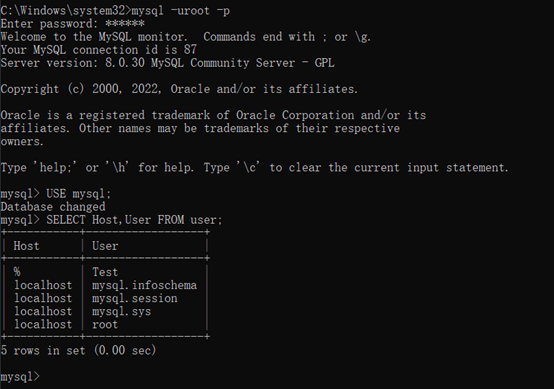 C:\Windows\system32>mysql -uroot -p
Enter password: ******
Welcome to the MySQL monitor.  Commands end with ; or \g.
Your MySQL connection id is 87
Server version: 8.0.30 MySQL Community Server - GPL
Copyright (c) 2000, 2022, Oracle and/or its affiliates.
Oracle is a registered trademark of Oracle Corporation and/or its
affiliates. Other names may be trademarks of their respective
owners.
Type 'help;' or '\h' for help. Type '\c' to clear the current input statement.
mysql> USE mysql;
Database changed
mysql> SELECT Host,User FROM user;
+-----------+------------------+
| Host      | User             |
+-----------+------------------+
| %         | Test             |
| localhost | mysql.infoschema |
| localhost | mysql.session    |
| localhost | mysql.sys        |
| localhost | root             |
+-----------+------------------+
5 rows in set (0.00 sec)
mysql>